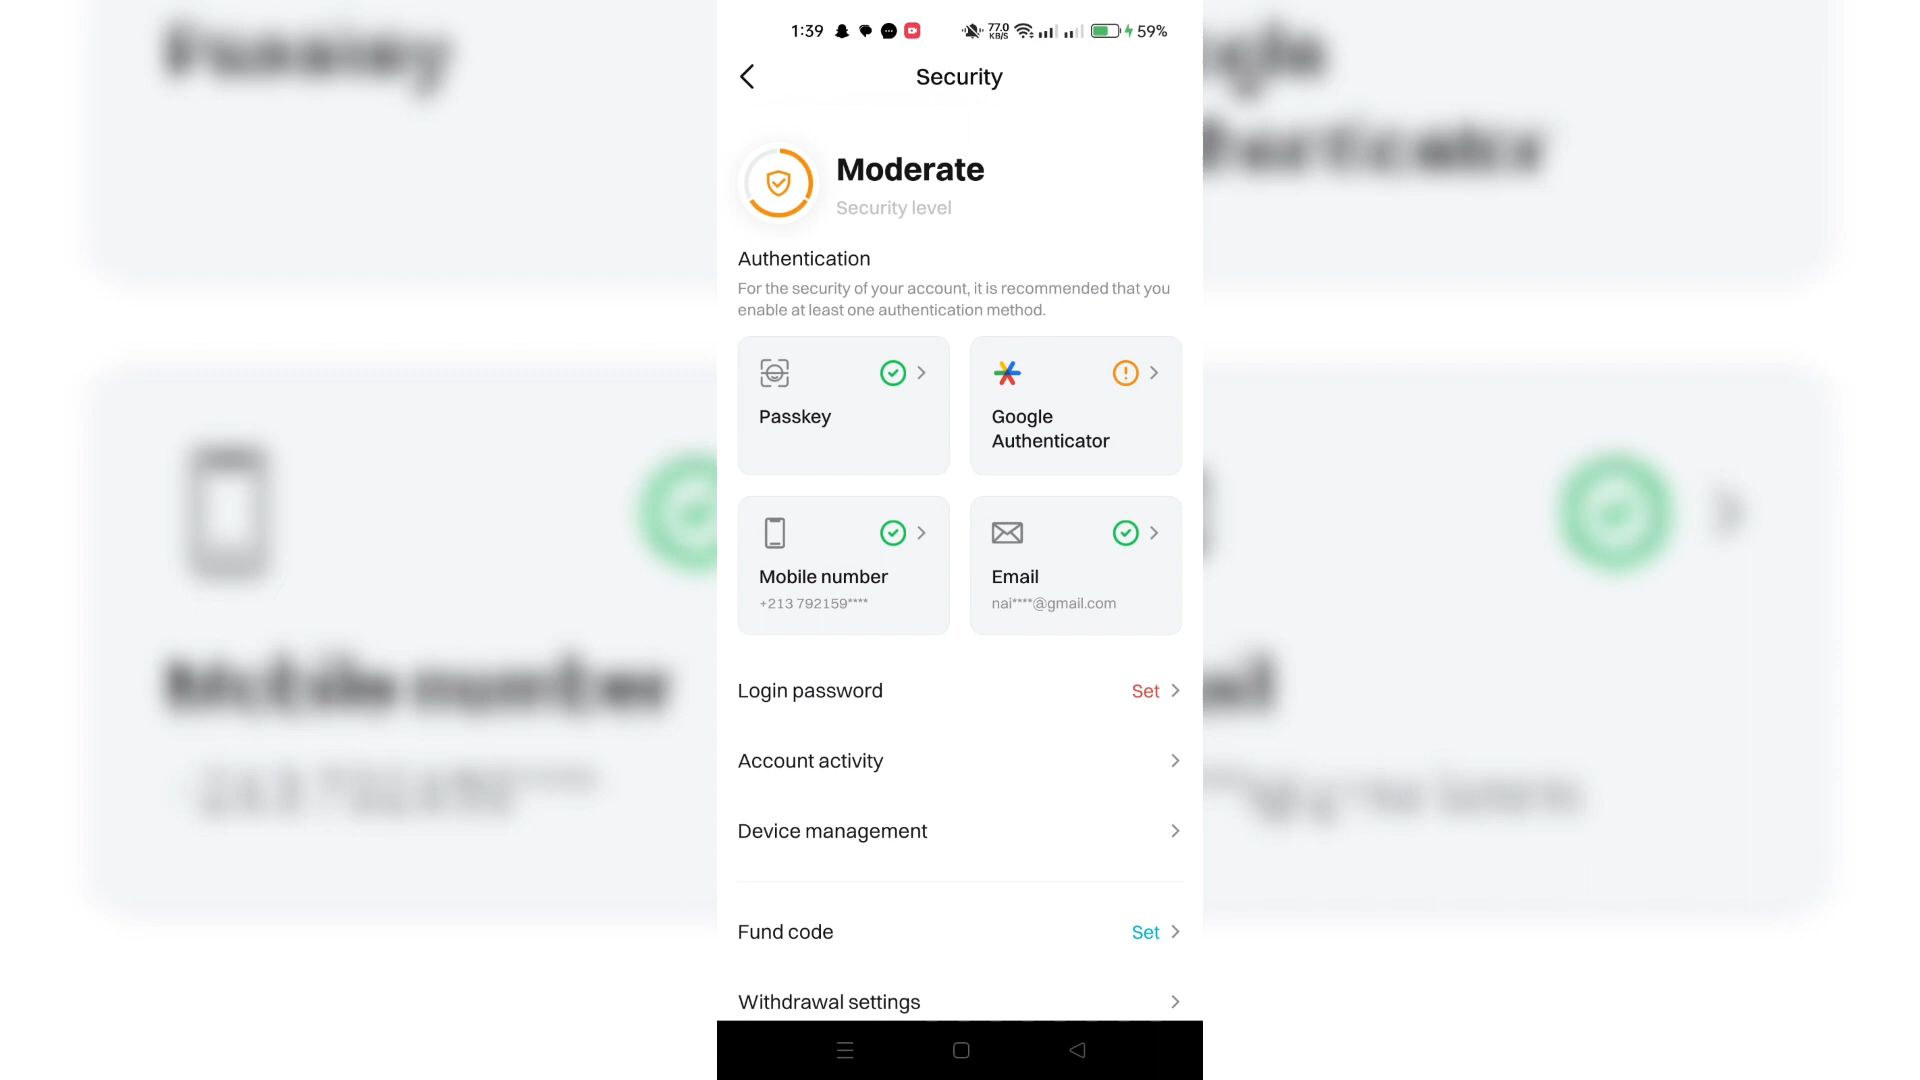 1:39
77.0
KB/S
59%
Security
Moderate
Security level
Authentication
For the security of your account, it is recommended that you
enable at least one authentication method.
Passkey
Google
Authenticator
Mobile number
+213 792159****
Email
nai****@gmail.com
Login password
Set
Account activity
Device management
Fund code
Set
Withdrawal settings